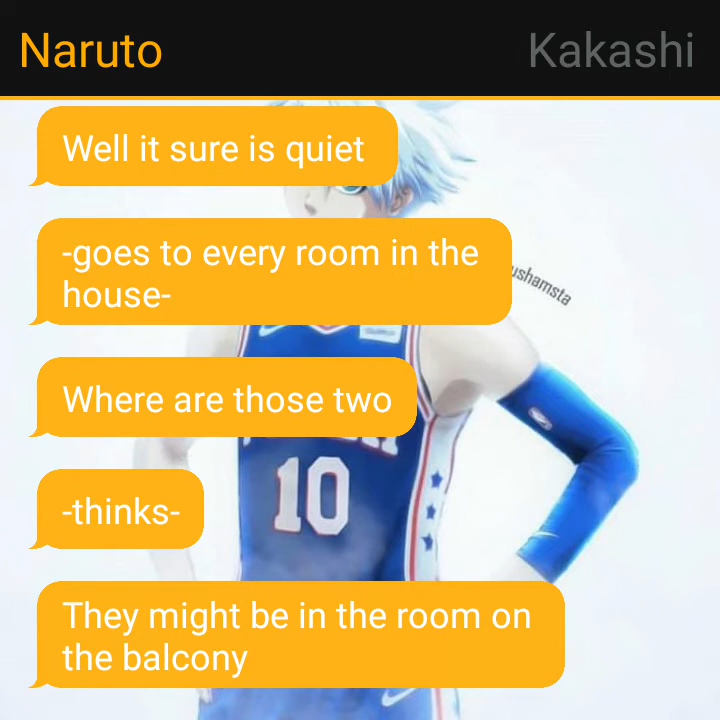 Naruto
Kakashi
Well it sure is quiet
-goes to every room in the
house-
ushamsta
Where are those two
-thinks-
10
They might be in the room on
the balcony